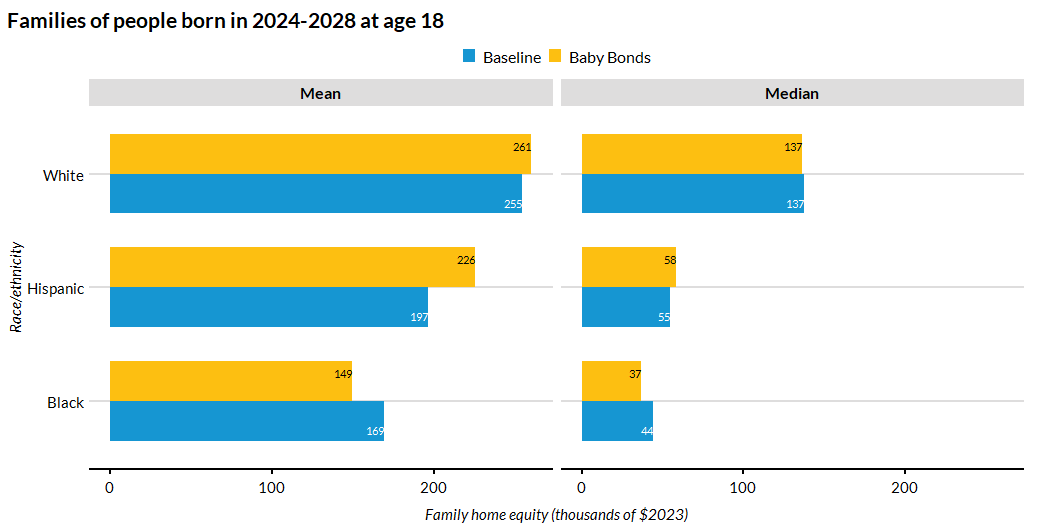 Families of people born in 2024-2028 at age 18
Baseline Baby Bonds
Mean Median
White 261 137
255 137
Hispanic 226 58
197 55
Black 149 37
169 44
Race/ethnicity
0 100 200 0 100 200
Family home equity (thousands of $2023)